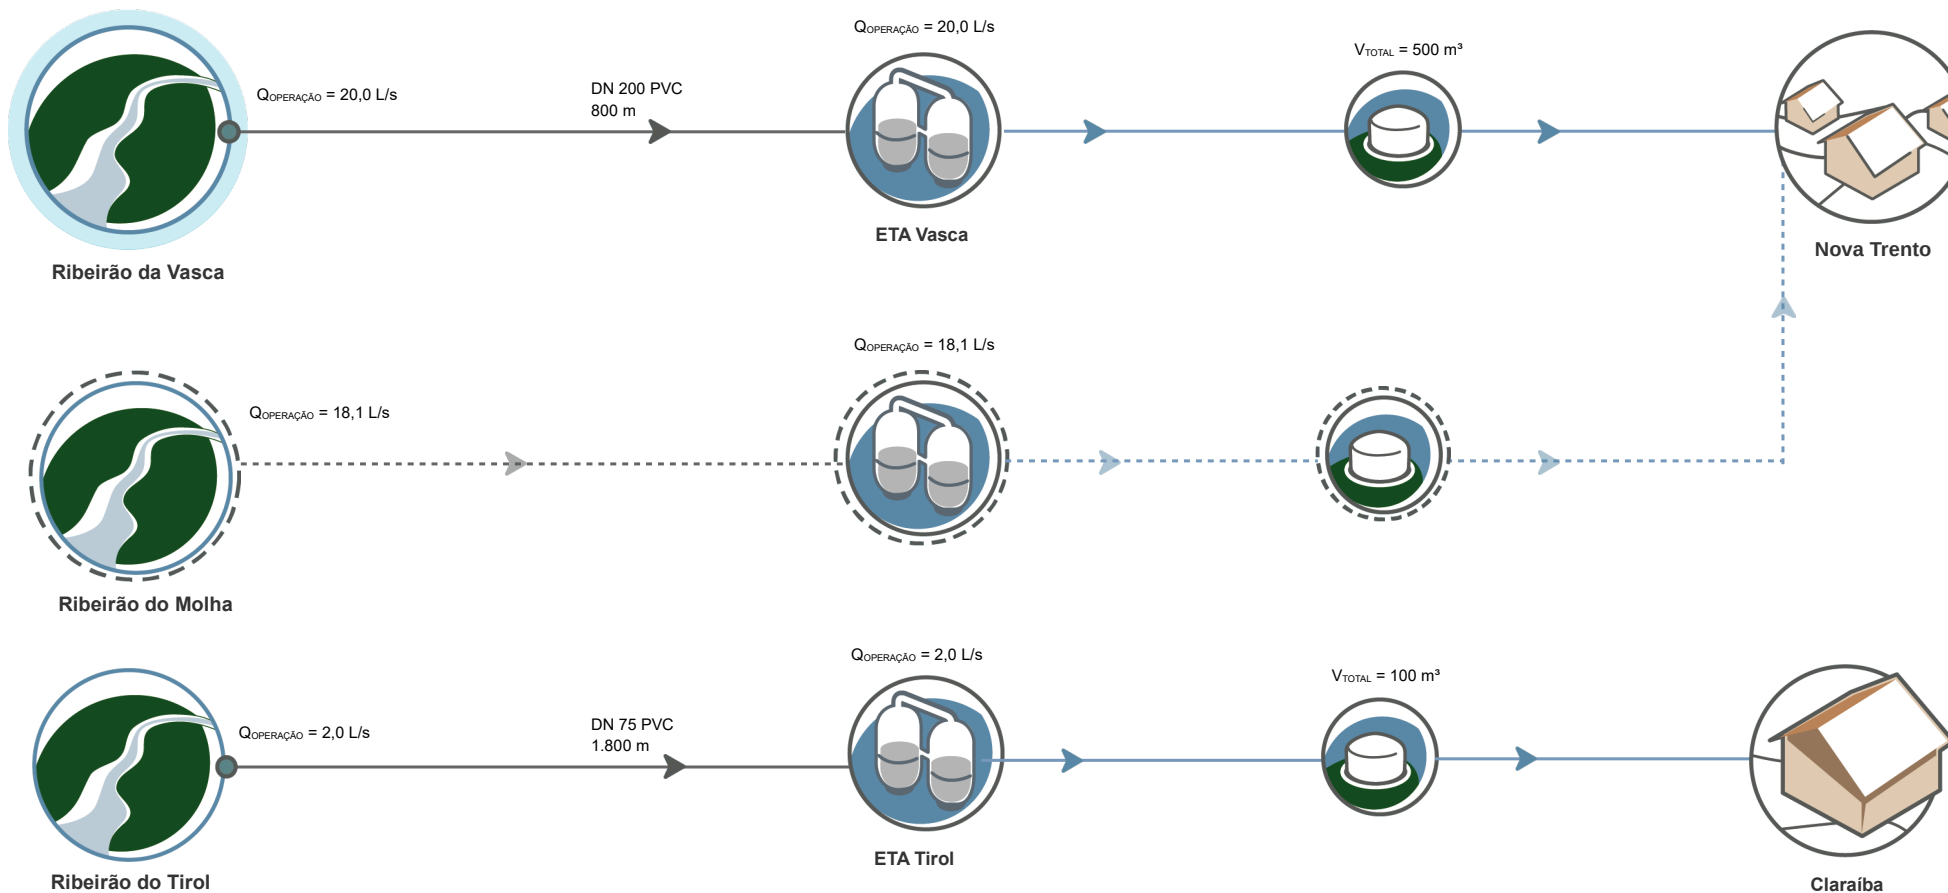 Q OPERAÇÃO = 20,0 L/s
V TOTAL = 500 m³
DN 200 PVC
800 m
Q OPERAÇÃO = 20,0 L/s
ETA Vasca
Nova Trento
Ribeirão da Vasca
Q OPERAÇÃO = 18,1 L/s
Q OPERAÇÃO = 18,1 L/s
Ribeirão do Molha
Q OPERAÇÃO = 2,0 L/s
V TOTAL = 100 m³
DN 75 PVC
1.800 m
Q OPERAÇÃO = 2,0 L/s
ETA Tirol
Ribeirão do Tirol
Claraíba